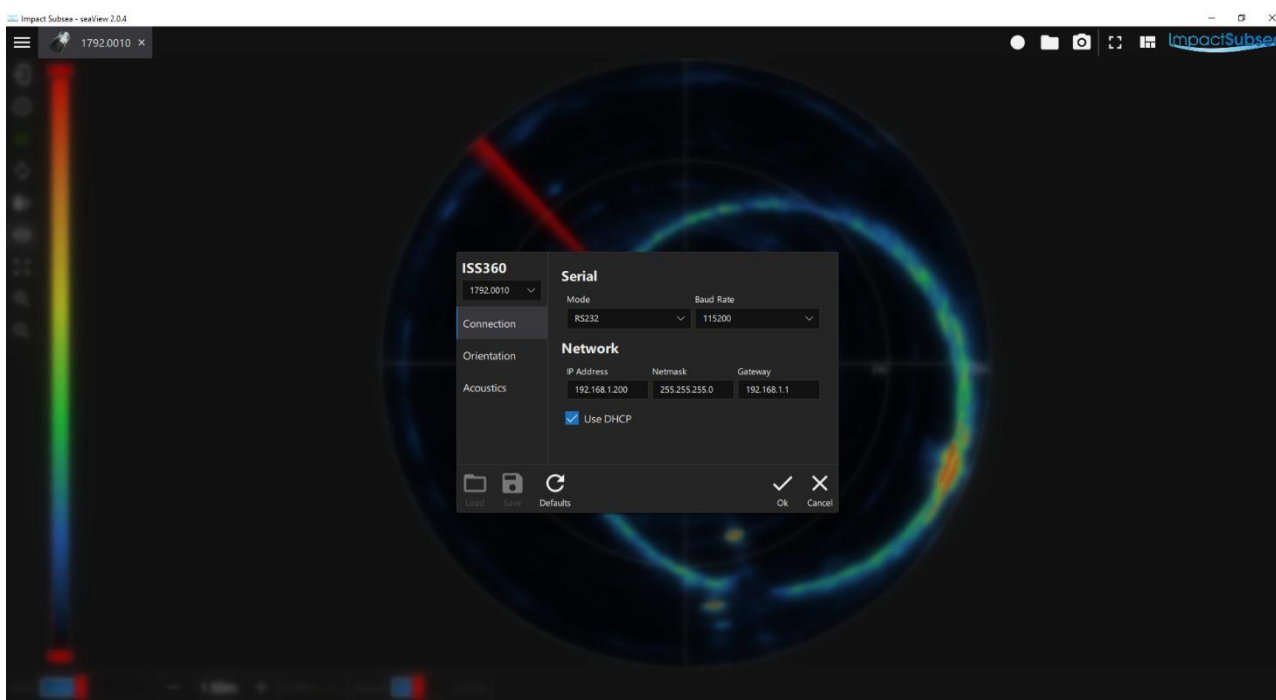 Impact Subsea - seaView 2.0.4
1792.0010
ImpactSubsea
ISS360
1792.0010
Connection
Orientation
Acoustics
Serial
Mode Baud Rate
RS232 115200
Network
IP Address Netmask Gateway
192.168.1.200 255.255.255.0 192.168.1.1
Use DHCP
Load Save Defaults Ok Cancel
1.50m